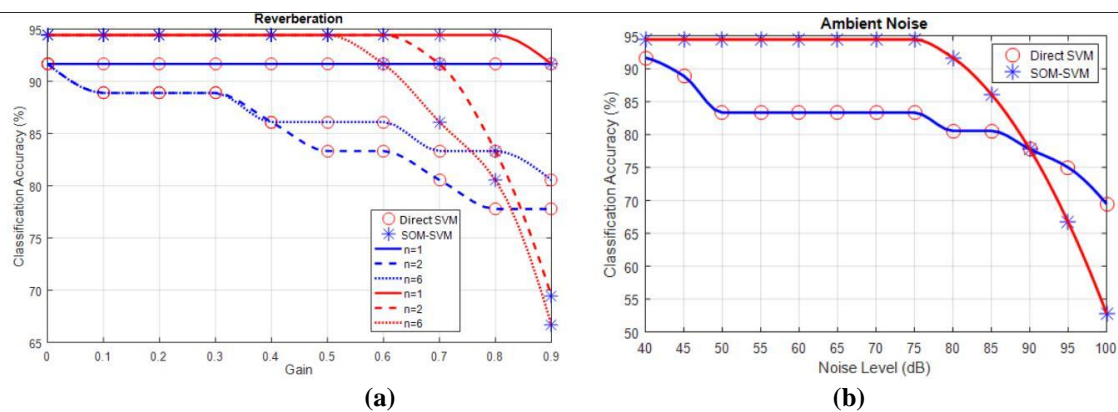 Reverberation
95
90
85
80
75
70
65
Classification Accuracy (%)
0 0.1 0.2 0.3 0.4 0.5 0.6 0.7 0.8 0.9
Gain
Direct SVM
SOM-SVM
n=1
n=2
n=6
n=1
n=2
n=6
(a)
Ambient Noise
95
90
85
80
75
70
65
60
55
50
Classification Accuracy (%)
40 45 50 55 60 65 70 75 80 85 90 95 100
Noise Level (dB)
Direct SVM
SOM-SVM
(b)